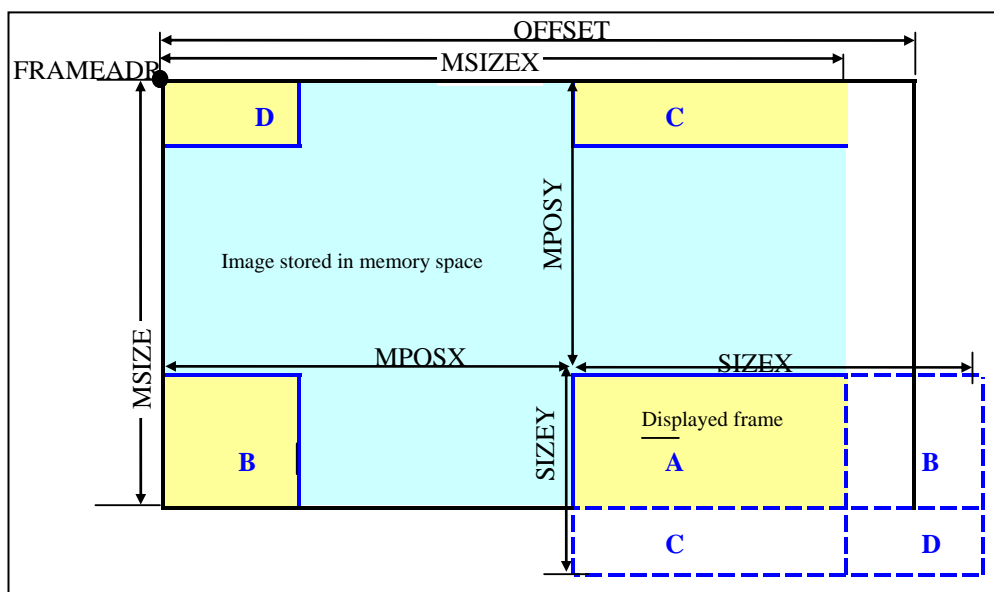 OFFSET
MSIZEX
FRAMEADR
D
C
MPOSY
Image stored in memory space
MSIZE
MPOSX
SIZEX
SIZEY
Displayed frame
B
A
B
C
D